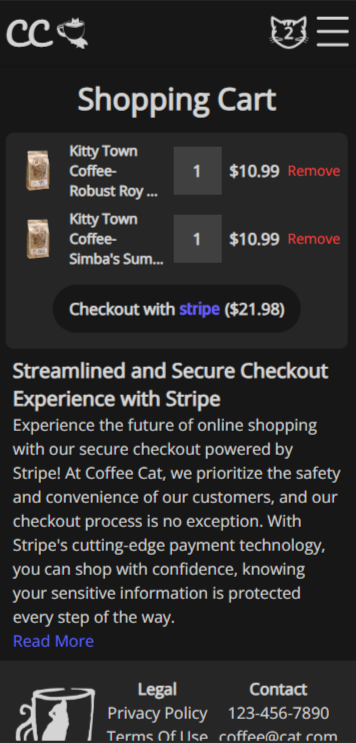 CC
2
Shopping Cart
Kitty Town
Coffee-
Robust Roy ...
1
$10.99
Remove
Kitty Town
Coffee-
Simba's Sum...
1
$10.99
Remove
Checkout with stripe ($21.98)
Streamlined and Secure Checkout
Experience with Stripe
Experience the future of online shopping
with our secure checkout powered by
Stripe! At Coffee Cat, we prioritize the safety
and convenience of our customers, and our
checkout process is no exception. With
Stripe's cutting-edge payment technology,
you can shop with confidence, knowing
your sensitive information is protected
every step of the way.
Read More
Legal
Privacy Policy
Terms Of Use
Contact
123-456-7890
coffee@cat.com